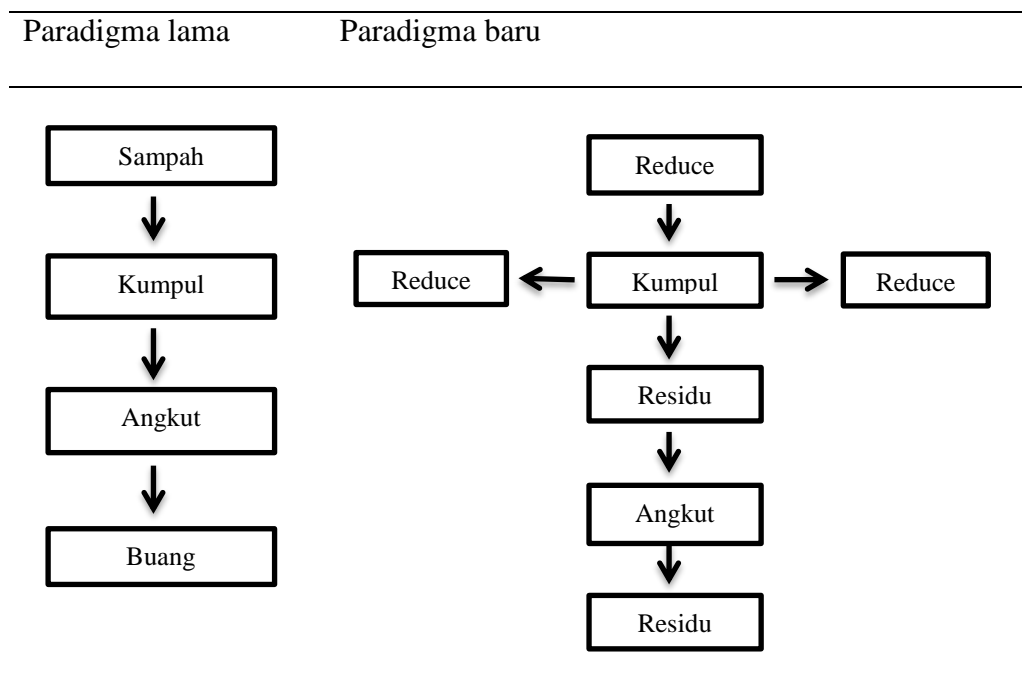 Paradigma lama Paradigma baru
Sampah
Kumpul
Angkut
Buang
Reduce
Reduce Kumpul Reduce
Residu
Angkut
Residu